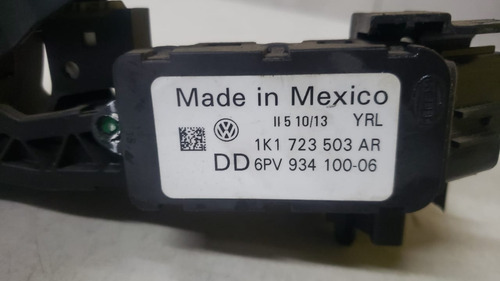 Made in Mexico
II 5 10/13 YRL
1K1 723 503 AR
DD 6PV 934 100-06